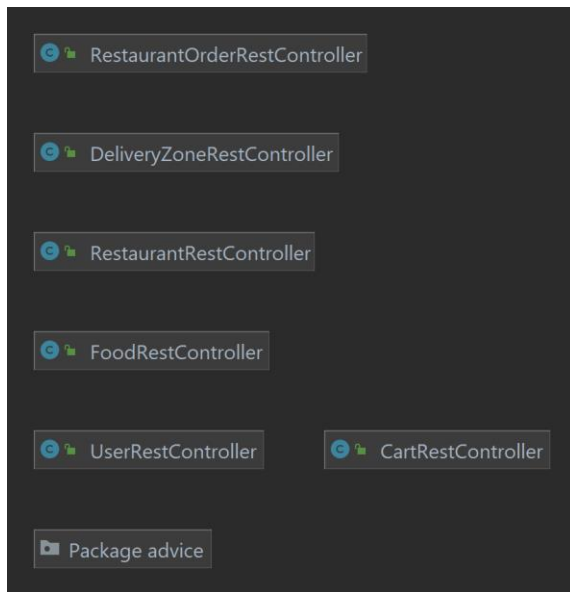 RestaurantOrderRestController
DeliveryZoneRestController
RestaurantRestController
FoodRestController
UserRestController
CartRestController
Package advice